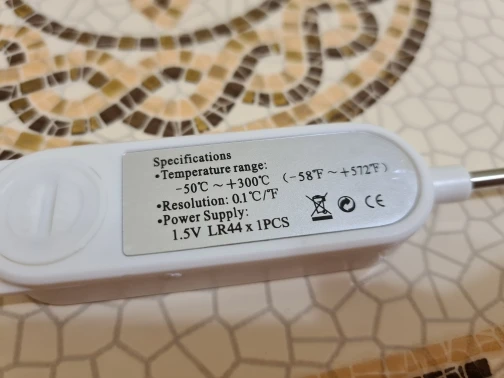 Specifications
•Temperature range:
-50℃ ~ +300℃ (-58℉ ~ +572℉)
•Resolution: 0.1℃/℉
•Power Supply:
1.5V LR44 x 1PCS
CE